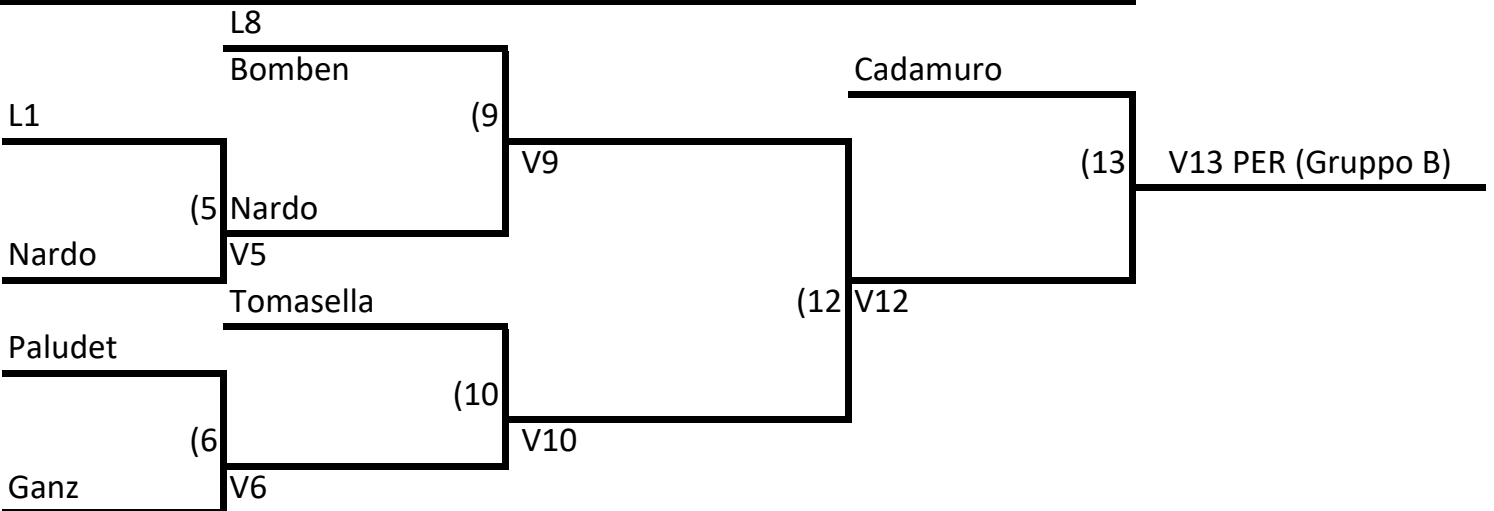 L8
Bomben
Cadamuro
L1
(9
V9
(13
V13 PER (Gruppo B)
(5
Nardo
Nardo
V5
Tomasella
(12
V12
Paludet
(10
(6
V10
Ganz
V6